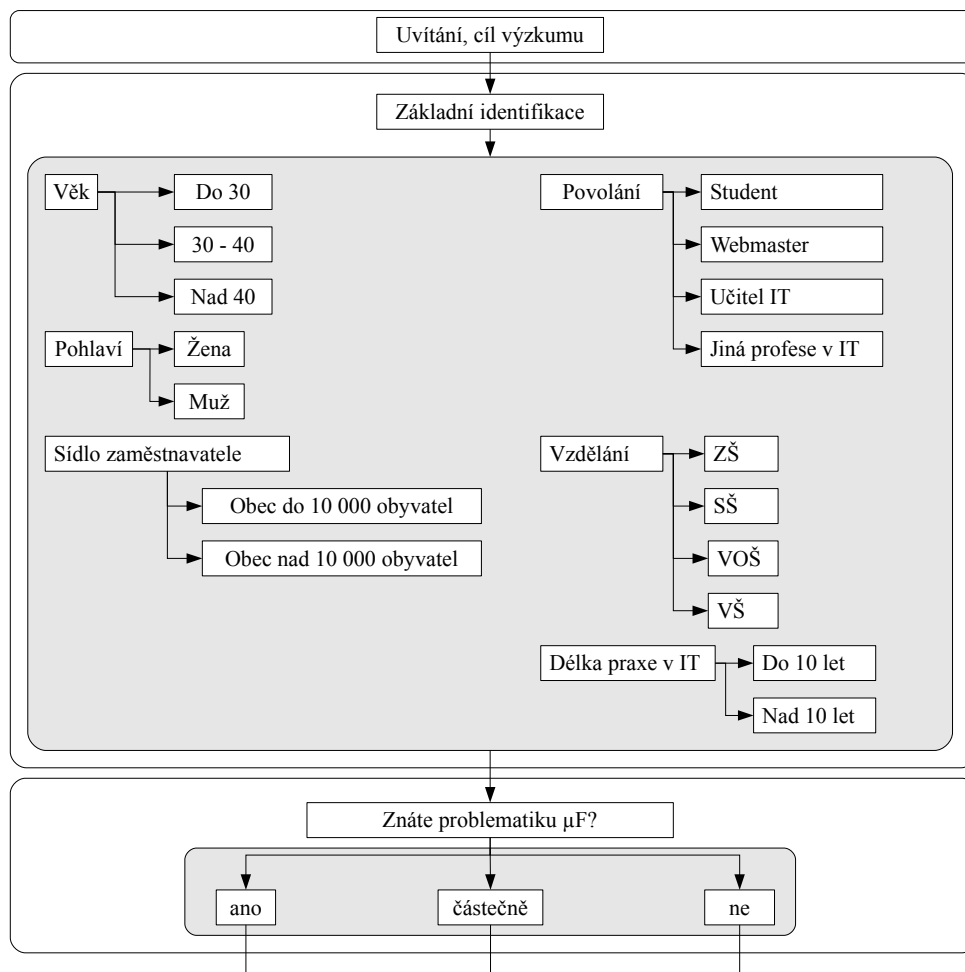 Uvítání, cíl výzkumu
Základní identifikace
Věk
Do 30
30 - 40
Nad 40
Pohlaví
Žena
Muž
Sídlo zaměstnavatele
Obec do 10 000 obyvatel
Obec nad 10 000 obyvatel
Povolání
Student
Webmaster
Učitel IT
Jiná profese v IT
Vzdělání
ZŠ
SŠ
VOŠ
VŠ
Délka praxe v IT
Do 10 let
Nad 10 let
Znáte problematiku µF?
ano
částečně
ne